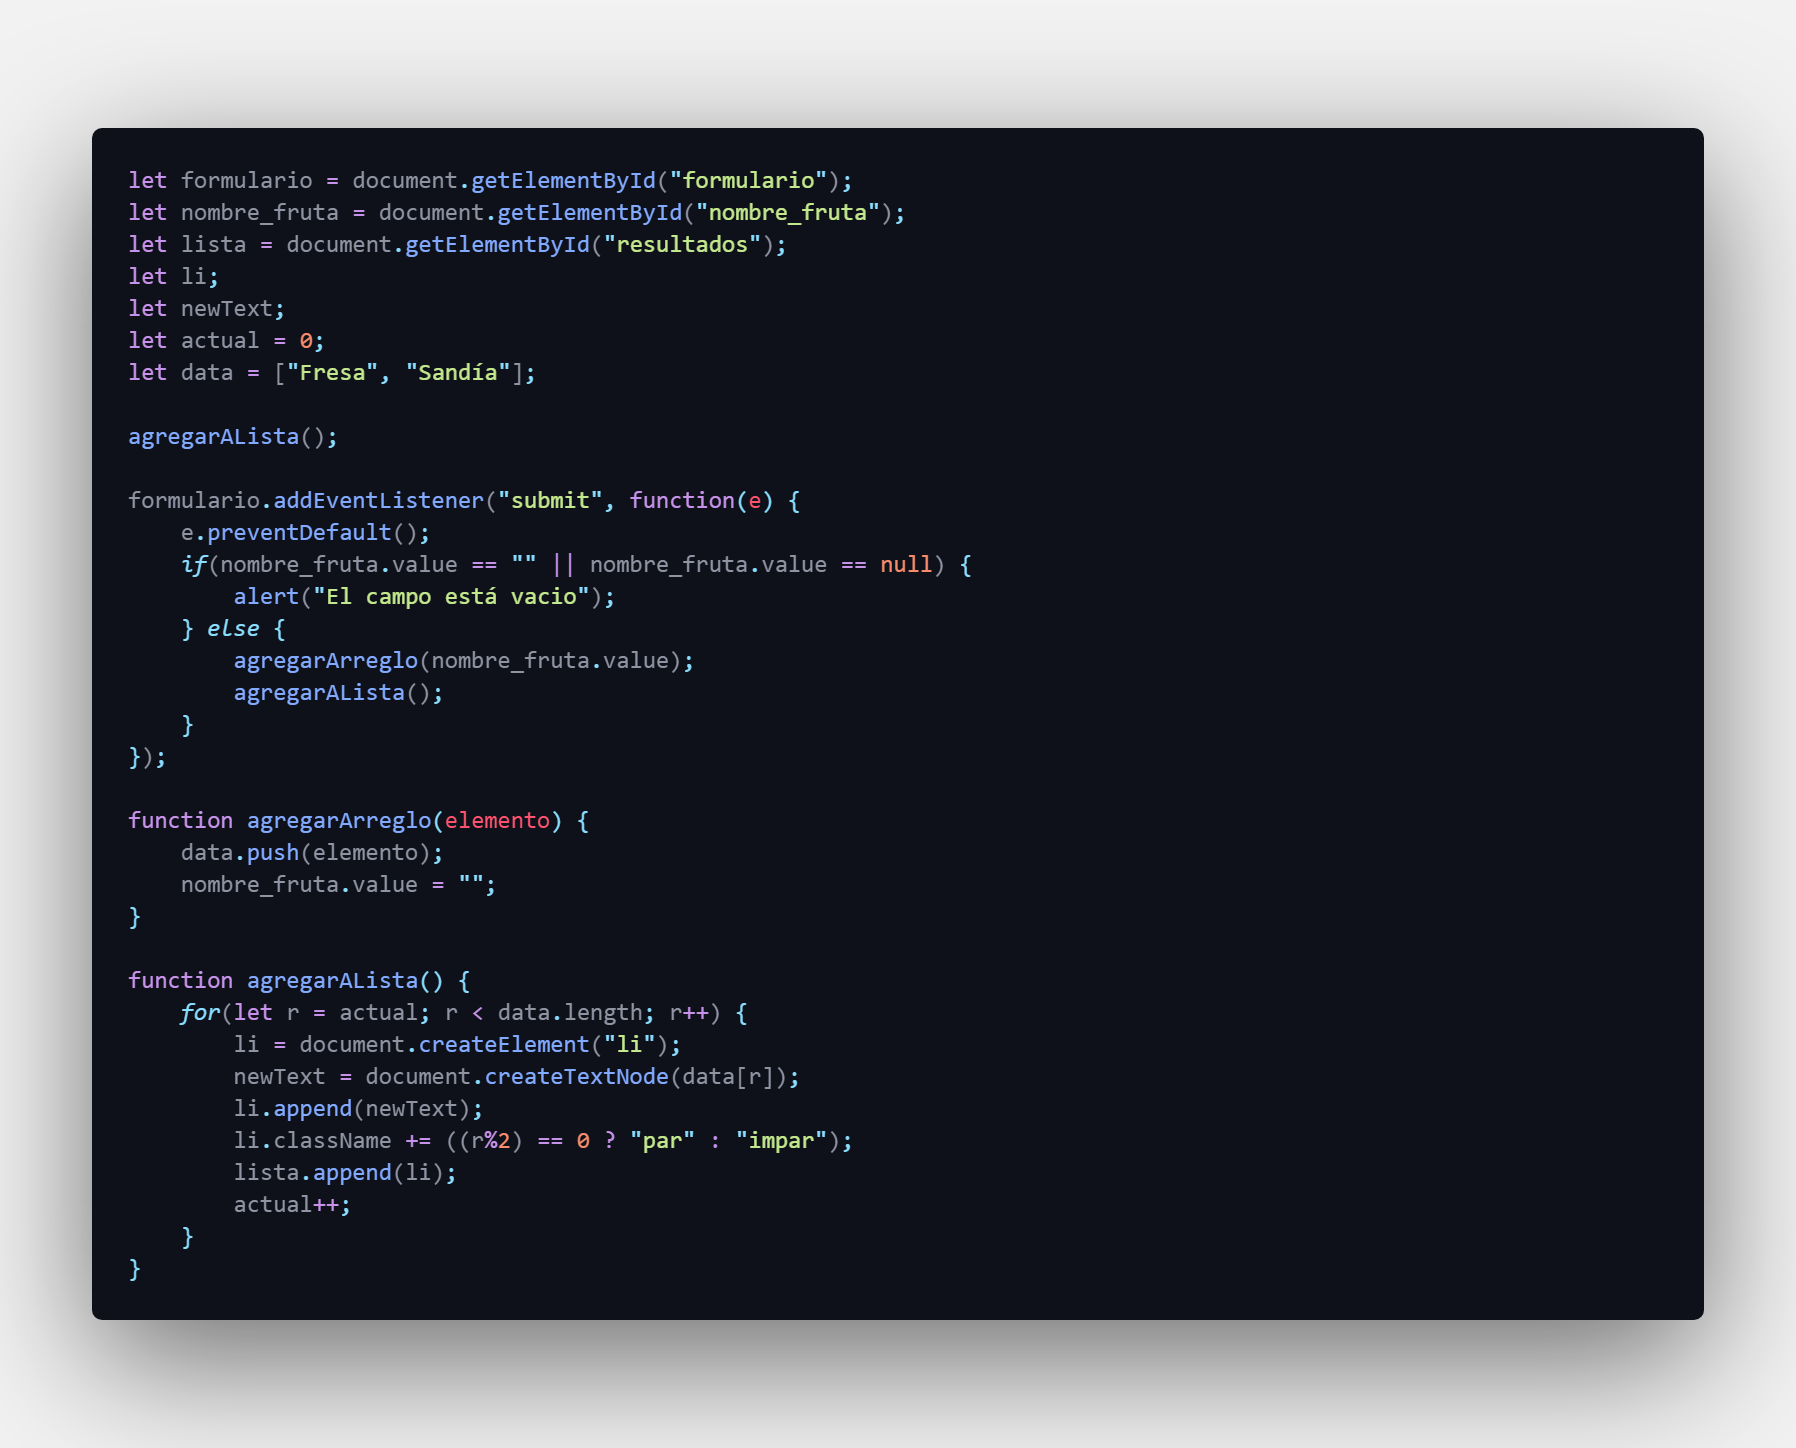 let formulario = document.getElementById("formulario");
let nombre_fruta = document.getElementById("nombre_fruta");
let lista = document.getElementById("resultados");
let li;
let newText;
let actual = 0;
let data = ["Fresa", "Sandía"];

agregarALista();

formulario.addEventListener("submit", function(e) {
    e.preventDefault();
    if(nombre_fruta.value == "" || nombre_fruta.value == null) {
        alert("El campo está vacio");
    } else {
        agregarArreglo(nombre_fruta.value);
        agregarALista();
    }
});

function agregarArreglo(elemento) {
    data.push(elemento);
    nombre_fruta.value = "";
}

function agregarALista() {
    for(let r = actual; r < data.length; r++) {
        li = document.createElement("li");
        newText = document.createTextNode(data[r]);
        li.append(newText);
        li.className += ((r%2) == 0 ? "par" : "impar");
        lista.append(li);
        actual++;
    }
}